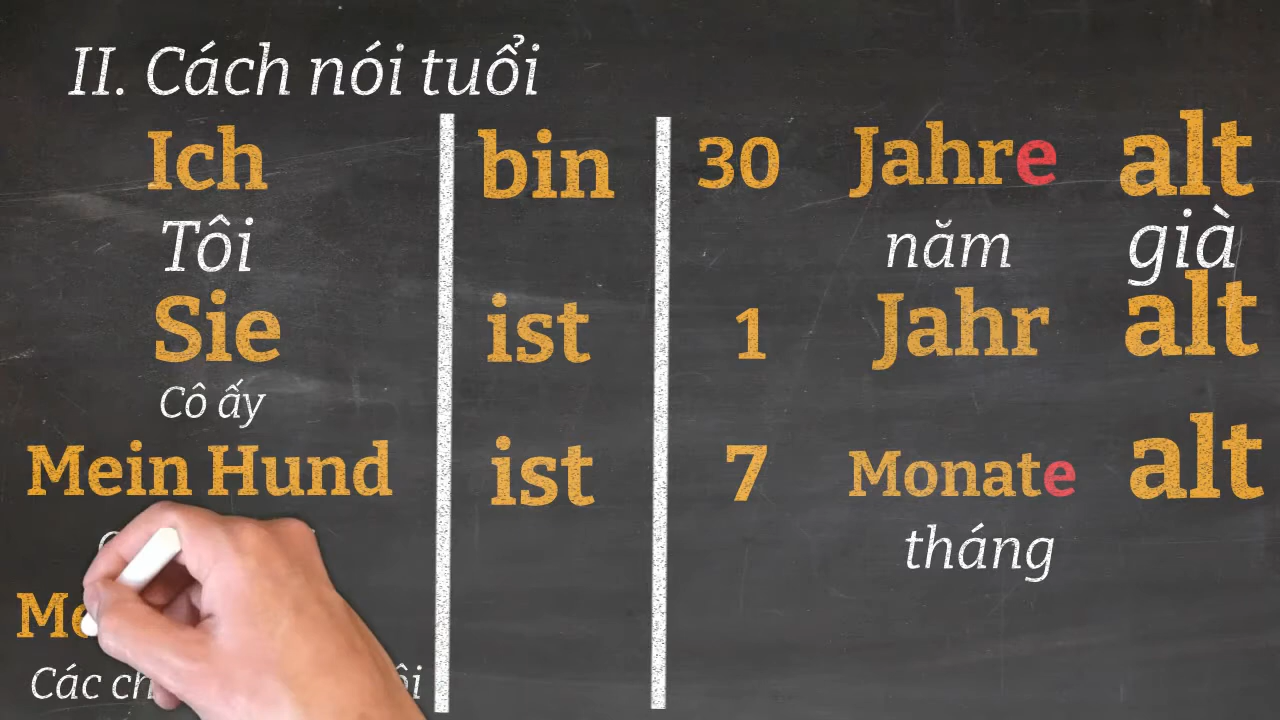 II. Cách nói tuổi
Ich bin 30 Jahre alt
Tôi năm già
Sie ist 1 Jahr alt
Cô ấy
Mein Hund ist 7 Monate alt
tháng
Các